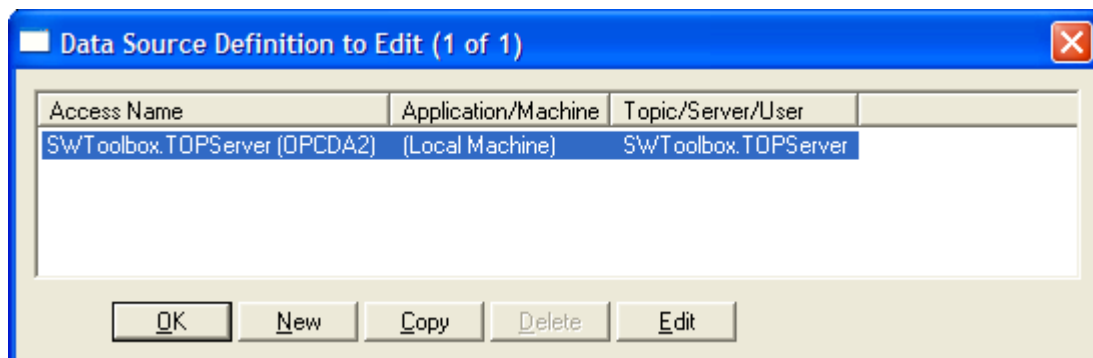 Data Source Definition to Edit (1 of 1)
Access Name Application/Machine Topic/Server/User
SWToolbox.TOPServer (OPCDA2) (Local Machine) SWToolbox.TOPServer
OK New Copy Delete Edit